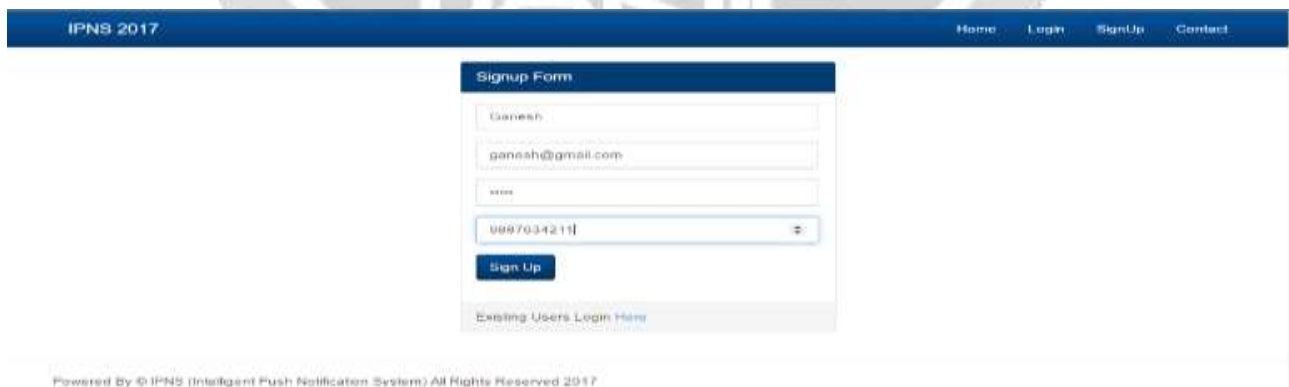 IPNS 2017 Home Login SignUp Contact
Signup Form
Ganesh
ganesh@gmail.com
•••••
Sign Up
Existing Users Login Here
Powered By © IPNS (Intelligent Push Notification System) All Rights Reserved 2017